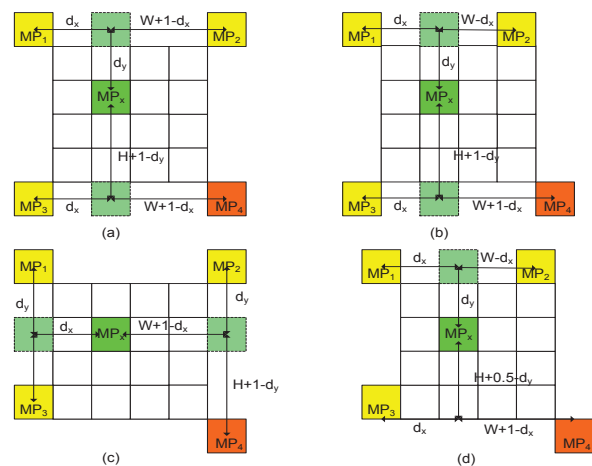 dx W+1-dx
MP1 MP2
dy
MPx
H+1-dy
MP3 dx W+1-dx MP4
(a)
dx W-dx
MP1 MP2
dy
MPx
H+1-dy
MP3 dx W+1-dx MP4
(b)
MP1 MP2
dy dy
dx MPx W+1-dx
H+1-dy
MP3
MP4
(c)
dx W-dx
MP1 MP2
dy
MPx
H+0.5-dy
MP3
dx W+1-dx MP4
(d)